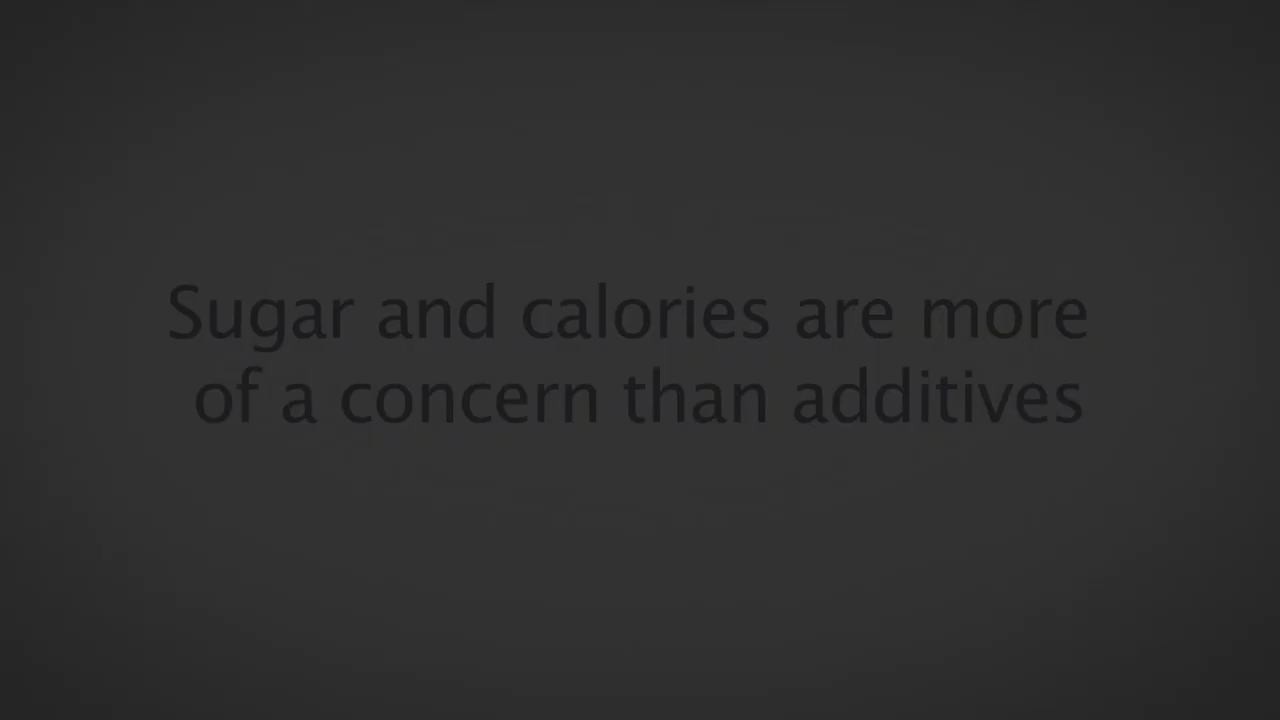 Sugar and calories are more
of a concern than additives